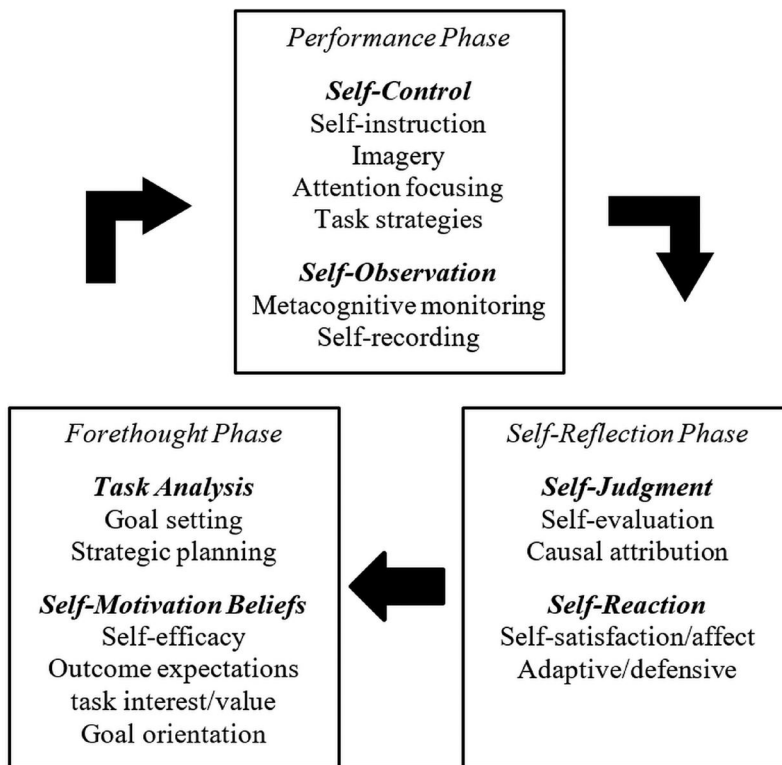 Performance Phase
Self-Control
Self-instruction
Imagery
Attention focusing
Task strategies
Self-Observation
Metacognitive monitoring
Self-recording
Forethought Phase
Task Analysis
Goal setting
Strategic planning
Self-Motivation Beliefs
Self-efficacy
Outcome expectations
task interest/value
Goal orientation
Self-Reflection Phase
Self-Judgment
Self-evaluation
Causal attribution
Self-Reaction
Self-satisfaction/affect
Adaptive/defensive